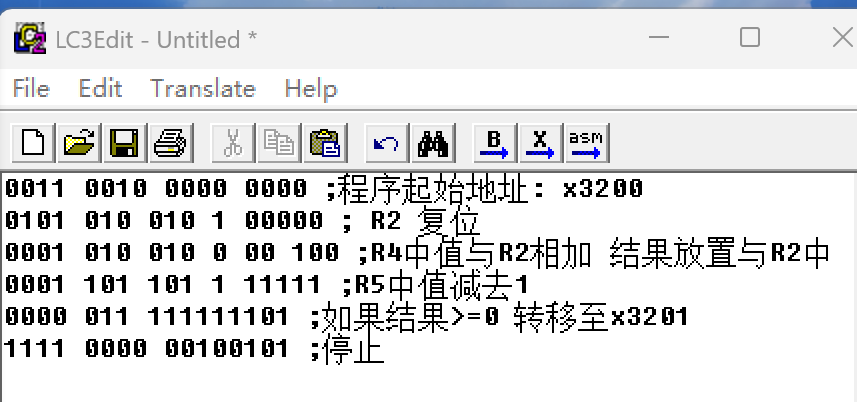 LC3Edit - Untitled *
File Edit Translate Help
B X asm
0011 0010 0000 0000 ;程序起始地址: x3200
0101 010 010 1 00000 ; R2 复位
0001 010 010 0 00 100 ;R4中值与R2相加 结果放置与R2中
0001 101 101 1 11111 ;R5中值减去1
0000 011 111111101 ;如果结果>=0 转移至x3201
1111 0000 00100101 ;停止